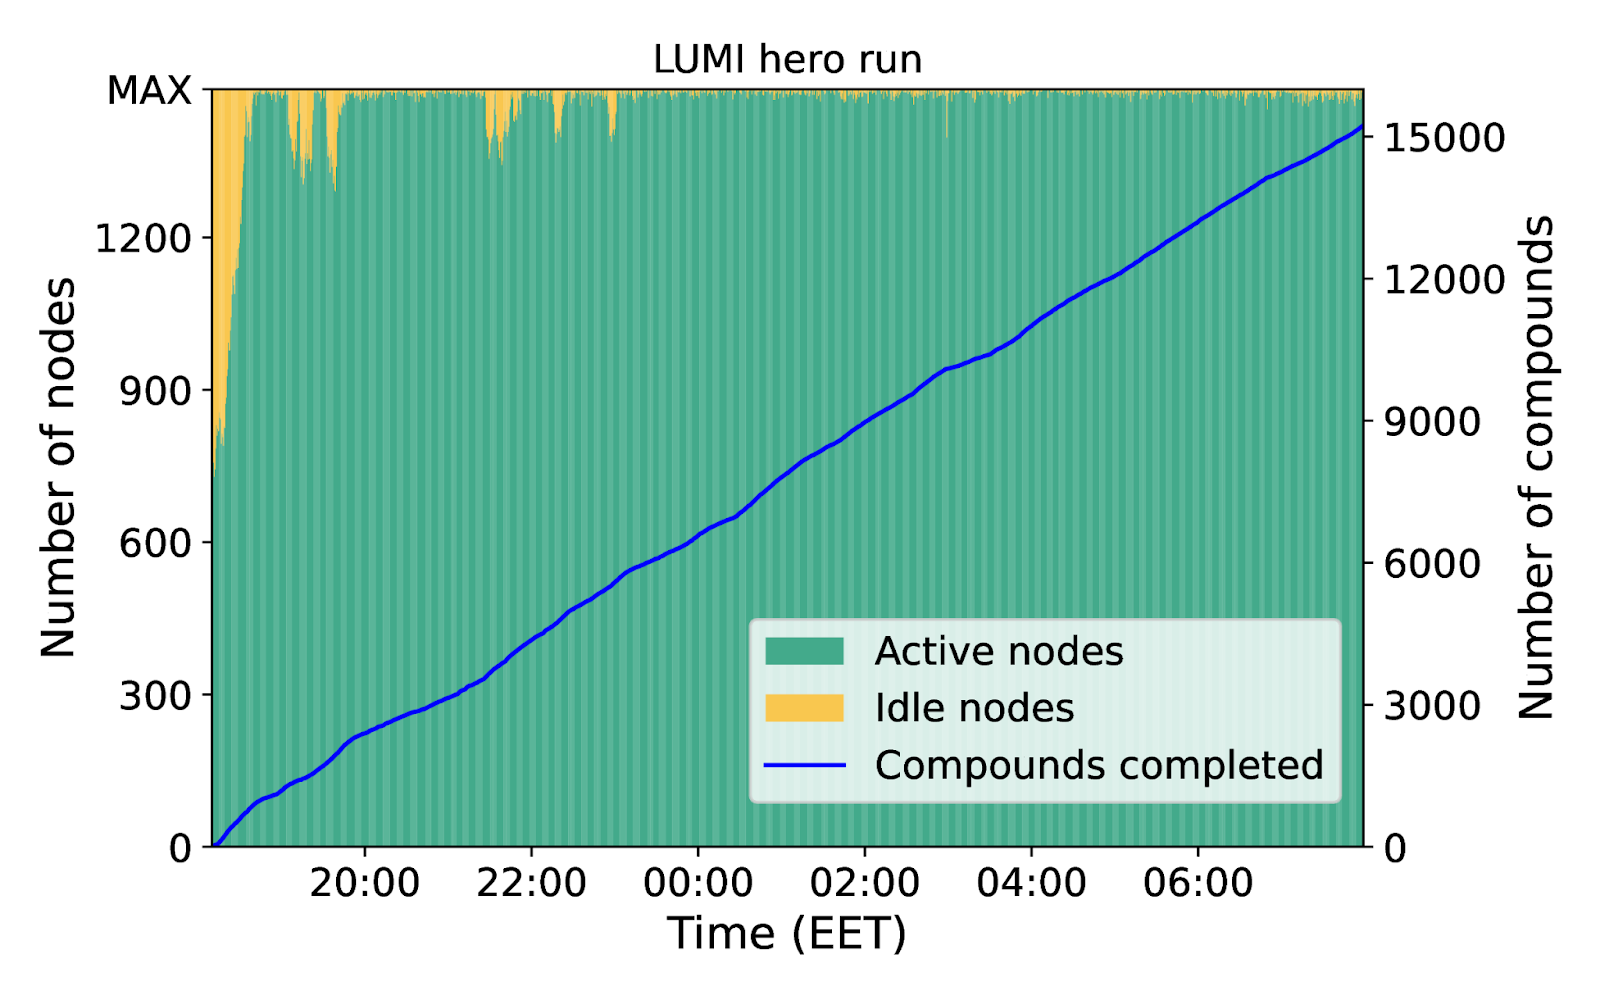 LUMI hero run
MAX
1200
900
600
300
0
Number of nodes
15000
12000
9000
6000
3000
0
Number of compounds
Active nodes
Idle nodes
Compounds completed
20:00 22:00 00:00 02:00 04:00 06:00
Time (EET)